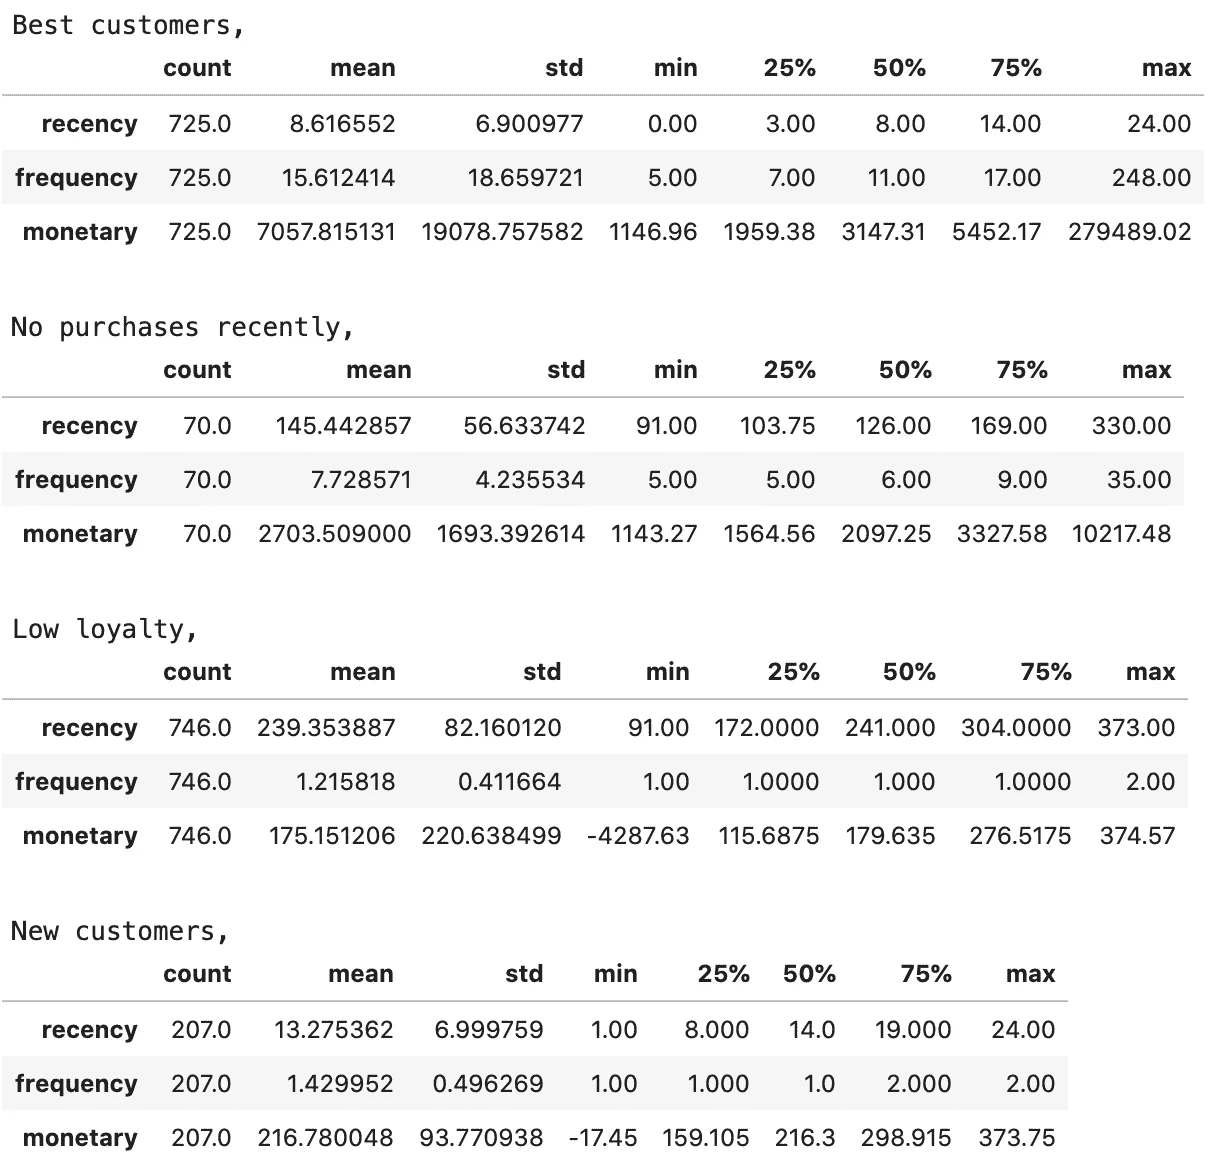 Best customers,
count mean std min 25% 50% 75% max
recency 725.0 8.616552 6.900977 0.00 3.00 8.00 14.00 24.00
frequency 725.0 15.612414 18.659721 5.00 7.00 11.00 17.00 248.00
monetary 725.0 7057.815131 19078.757582 1146.96 1959.38 3147.31 5452.17 279489.02
No purchases recently,
count mean std min 25% 50% 75% max
recency 70.0 145.442857 56.633742 91.00 103.75 126.00 169.00 330.00
frequency 70.0 7.728571 4.235534 5.00 5.00 6.00 9.00 35.00
monetary 70.0 2703.509000 1693.392614 1143.27 1564.56 2097.25 3327.58 10217.48
Low loyalty,
count mean std min 25% 50% 75% max
recency 746.0 239.353887 82.160120 91.00 172.0000 241.000 304.0000 373.00
frequency 746.0 1.215818 0.411664 1.00 1.0000 1.000 1.0000 2.00
monetary 746.0 175.151206 220.638499 -4287.63 115.6875 179.635 276.5175 374.57
New customers,
count mean std min 25% 50% 75% max
recency 207.0 13.275362 6.999759 1.00 8.000 14.0 19.000 24.00
frequency 207.0 1.429952 0.496269 1.00 1.000 1.0 2.000 2.00
monetary 207.0 216.780048 93.770938 -17.45 159.105 216.3 298.915 373.75